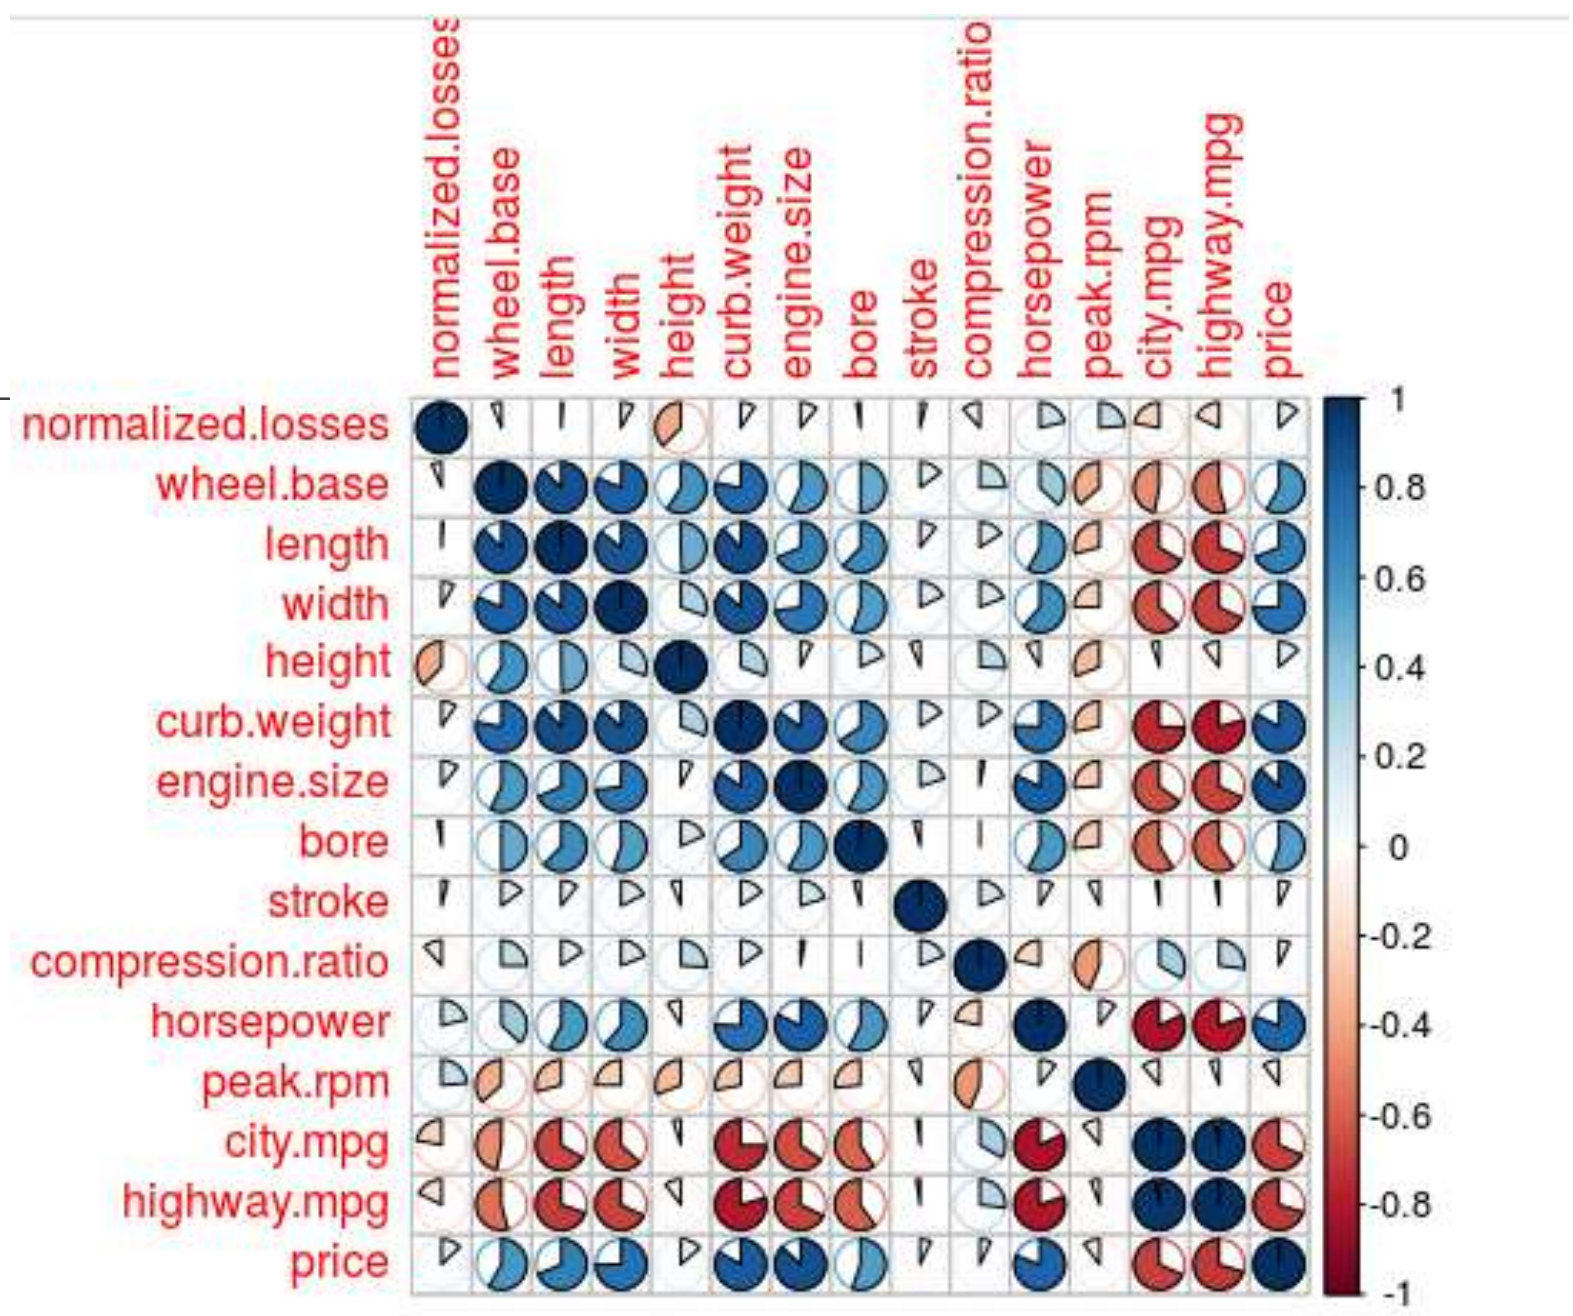 normalized.losses
wheel.base
length
width
height
curb.weight
engine.size
bore
stroke
compression.ratio
horsepower
peak.rpm
city.mpg
highway.mpg
price
normalized.losses
wheel.base
length
width
height
curb.weight
engine.size
bore
stroke
compression.ratio
horsepower
peak.rpm
city.mpg
highway.mpg
price
1
0.8
0.6
0.4
0.2
0
-0.2
-0.4
-0.6
-0.8
-1